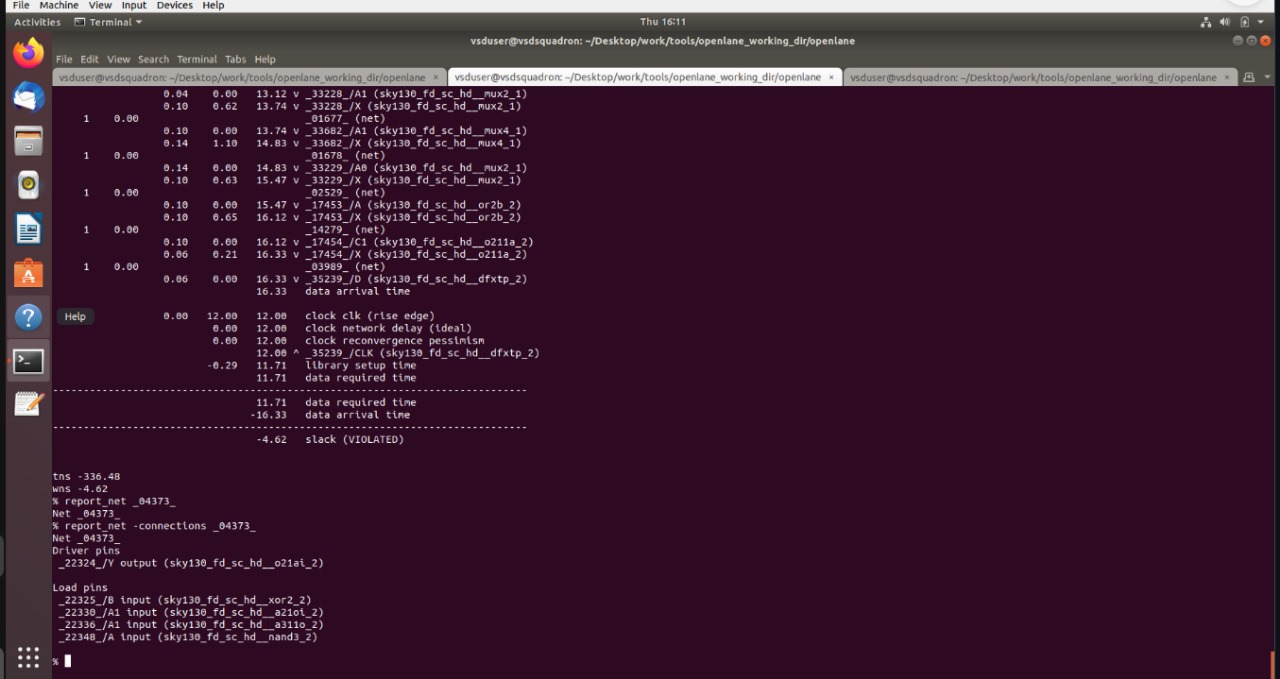 File Machine View Input Devices Help
Activities Terminal Thu 16:11
vsduser@vsdsquadron: ~/Desktop/work/tools/openlane_working_dir/openlane
File Edit View Search Terminal Tabs Help
vsduser@vsdsquadron: ~/Desktop/work/tools/openlane_working_dir/openlane × vsduser@vsdsquadron: ~/Desktop/work/tools/openlane_working_dir/openlane × vsduser@vsdsquadron: ~/Desktop/work/tools/openlane_working_dir/openlane ×
0.04 0.00 13.12 v _33228_/A1 (sky130_fd_sc_hd__mux2_1)
0.10 0.62 13.74 v _33228_/X (sky130_fd_sc_hd__mux2_1)
1 0.00 _01677_ (net)
0.10 0.00 13.74 v _33682_/A1 (sky130_fd_sc_hd__mux4_1)
0.14 1.10 14.83 v _33682_/X (sky130_fd_sc_hd__mux4_1)
1 0.00 _01678_ (net)
0.14 0.00 14.83 v _33229_/A0 (sky130_fd_sc_hd__mux2_1)
0.10 0.63 15.47 v _33229_/X (sky130_fd_sc_hd__mux2_1)
1 0.00 _02529_ (net)
0.10 0.00 15.47 v _17453_/A (sky130_fd_sc_hd__or2b_2)
0.10 0.65 16.12 v _17453_/X (sky130_fd_sc_hd__or2b_2)
1 0.00 _14279_ (net)
0.10 0.00 16.12 v _17454_/C1 (sky130_fd_sc_hd__o211a_2)
0.06 0.21 16.33 v _17454_/X (sky130_fd_sc_hd__o211a_2)
1 0.00 _03989_ (net)
0.06 0.00 16.33 v _35239_/D (sky130_fd_sc_hd__dfxtp_2)
16.33 data arrival time
Help 0.00 12.00 12.00 clock clk (rise edge)
0.00 12.00 clock network delay (ideal)
0.00 12.00 clock reconvergence pessimism
12.00 ^ _35239_/CLK (sky130_fd_sc_hd__dfxtp_2)
-0.29 11.71 library setup time
11.71 data required time
-----------------------------------------------------------------------------
11.71 data required time
-16.33 data arrival time
-----------------------------------------------------------------------------
-4.62 slack (VIOLATED)
tns -336.48
wns -4.62
% report_net _04373_
Net _04373_
% report_net -connections _04373_
Net _04373_
Driver pins
_22324_/Y output (sky130_fd_sc_hd__o21ai_2)
Load pins
_22325_/B input (sky130_fd_sc_hd__xor2_2)
_22330_/A1 input (sky130_fd_sc_hd__a21oi_2)
_22336_/A1 input (sky130_fd_sc_hd__a311o_2)
_22348_/A input (sky130_fd_sc_hd__nand3_2)
%